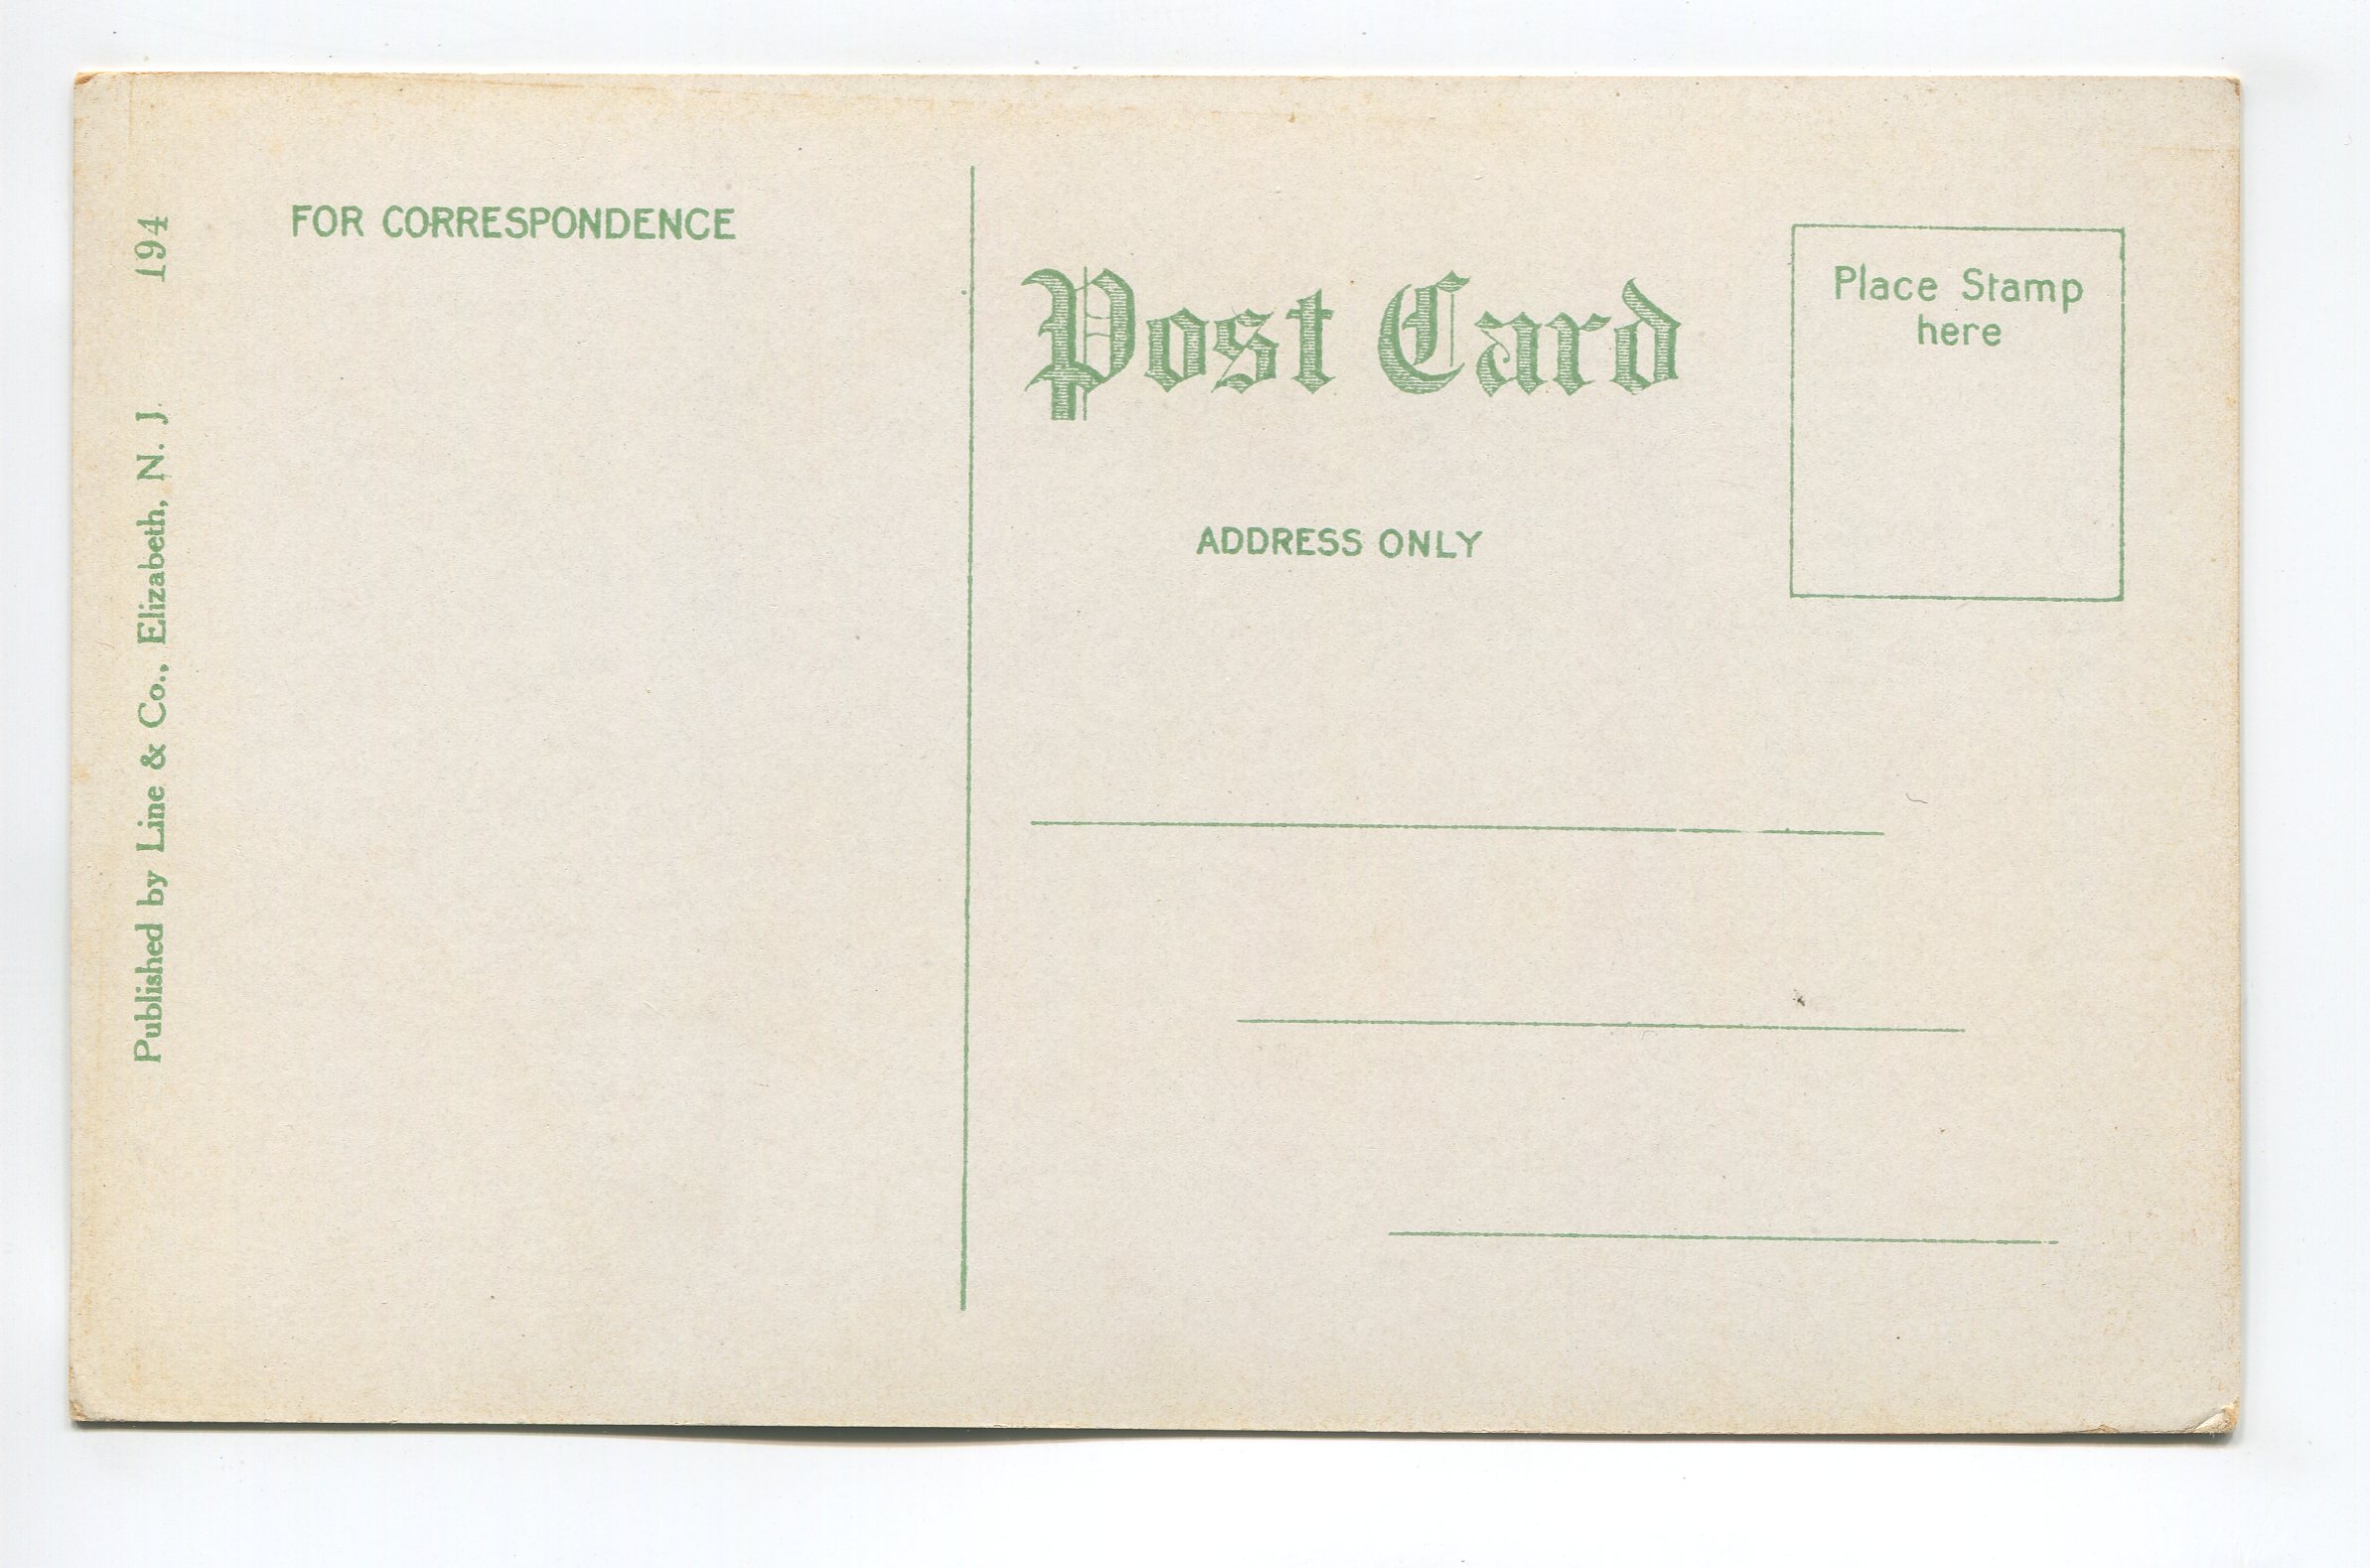 FOR CORRESPONDENCE
Post Card
ADDRESS ONLY
Place Stamp
here
Published by Line & Co., Elizabeth, N. J. 194